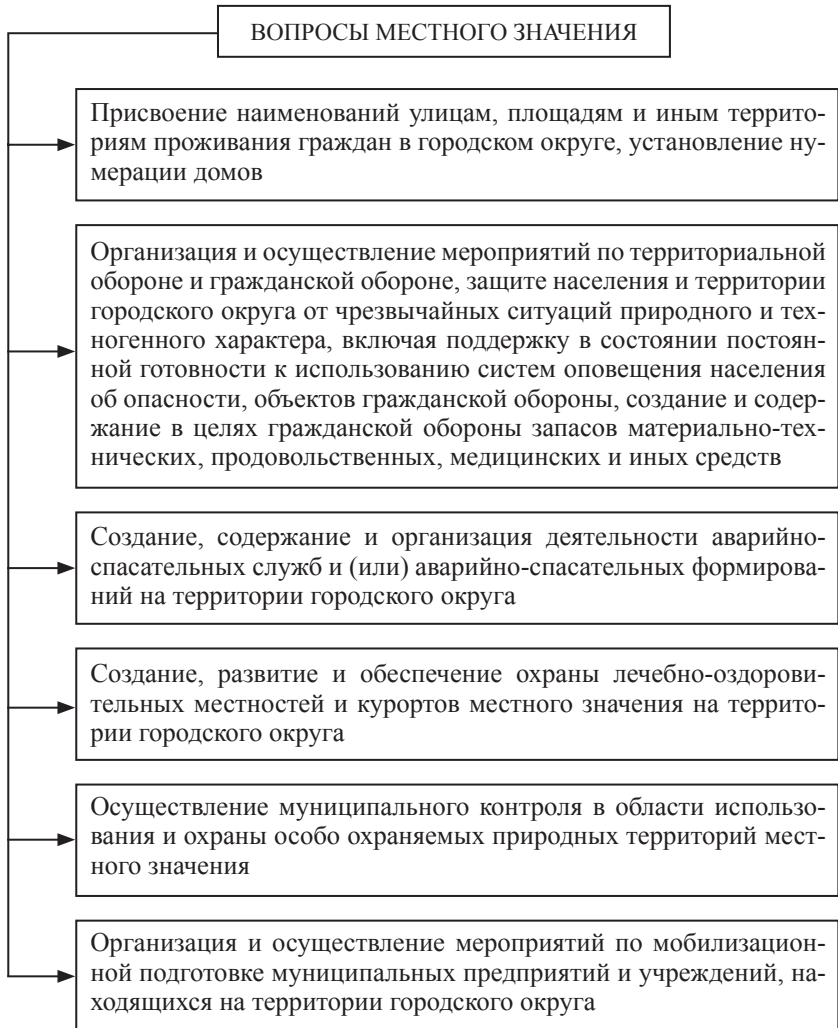 ВОПРОСЫ МЕСТНОГО ЗНАЧЕНИЯ
Присвоение наименований улицам, площадям и иным террито-
риям проживания граждан в городском округе, установление ну-
мерации домов
Организация и осуществление мероприятий по территориальной
обороне и гражданской обороне, защите населения и территории
городского округа от чрезвычайных ситуаций природного и тех-
ногенного характера, включая поддержку в состоянии постоян-
ной готовности к использованию систем оповещения населения
об опасности, объектов гражданской обороны, создание и содер-
жание в целях гражданской обороны запасов материально-тех-
нических, продовольственных, медицинских и иных средств
Создание, содержание и организация деятельности аварийно-
спасательных служб и (или) аварийно-спасательных формирова-
ний на территории городского округа
Создание, развитие и обеспечение охраны лечебно-оздорови-
тельных местностей и курортов местного значения на террито-
рии городского округа
Осуществление муниципального контроля в области использо-
вания и охраны особо охраняемых природных территорий мест-
ного значения
Организация и осуществление мероприятий по мобилизацион-
ной подготовке муниципальных предприятий и учреждений, на-
ходящихся на территории городского округа